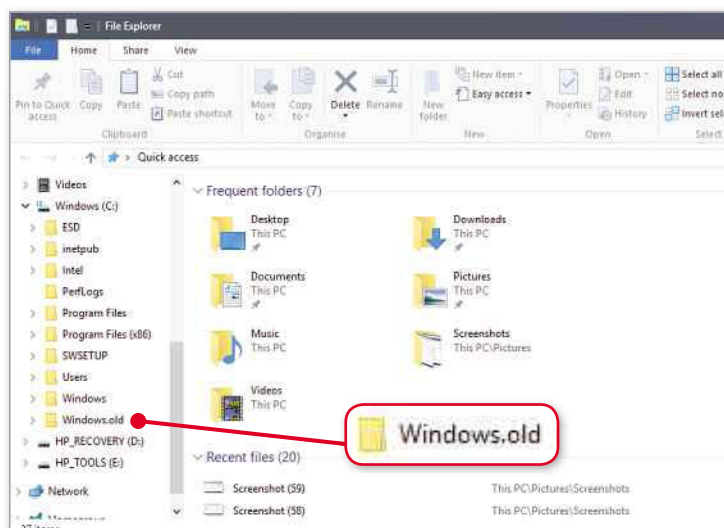 File Explorer
File Home Share View
Pin to Quick access
Copy
Paste
Cut
Copy path
Paste shortcut
Move to
Copy to
Delete
Rename
New folder
New item
Easy access
Properties
Open
Edit
History
Select all
Select no
Invert sel
Clipboard Organise New Open Select
Quick access
Videos
Windows (C:)
ESD
inetpub
Intel
PerfLogs
Program Files
Program Files (x86)
SWSETUP
Users
Windows
Windows.old
HP_RECOVERY (D:)
HP_TOOLS (E:)
Network
Frequent folders (7)
Desktop
This PC
Downloads
This PC
Documents
This PC
Pictures
This PC
Music
This PC
Screenshots
This PC\Pictures
Videos
This PC
Windows.old
Recent files (20)
Screenshot (59) This PC\Pictures\Screenshots
Screenshot (58) This PC\Pictures\Screenshots